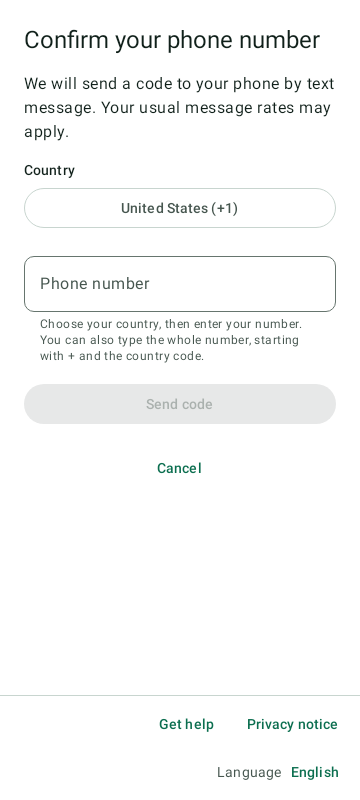 Confirm your phone number
We will send a code to your phone by text
message. Your usual message rates may
apply.
Country
United States (+1)
Phone number
Choose your country, then enter your number.
You can also type the whole number, starting
with + and the country code.
Send code
Cancel
Get help
Privacy notice
Language English